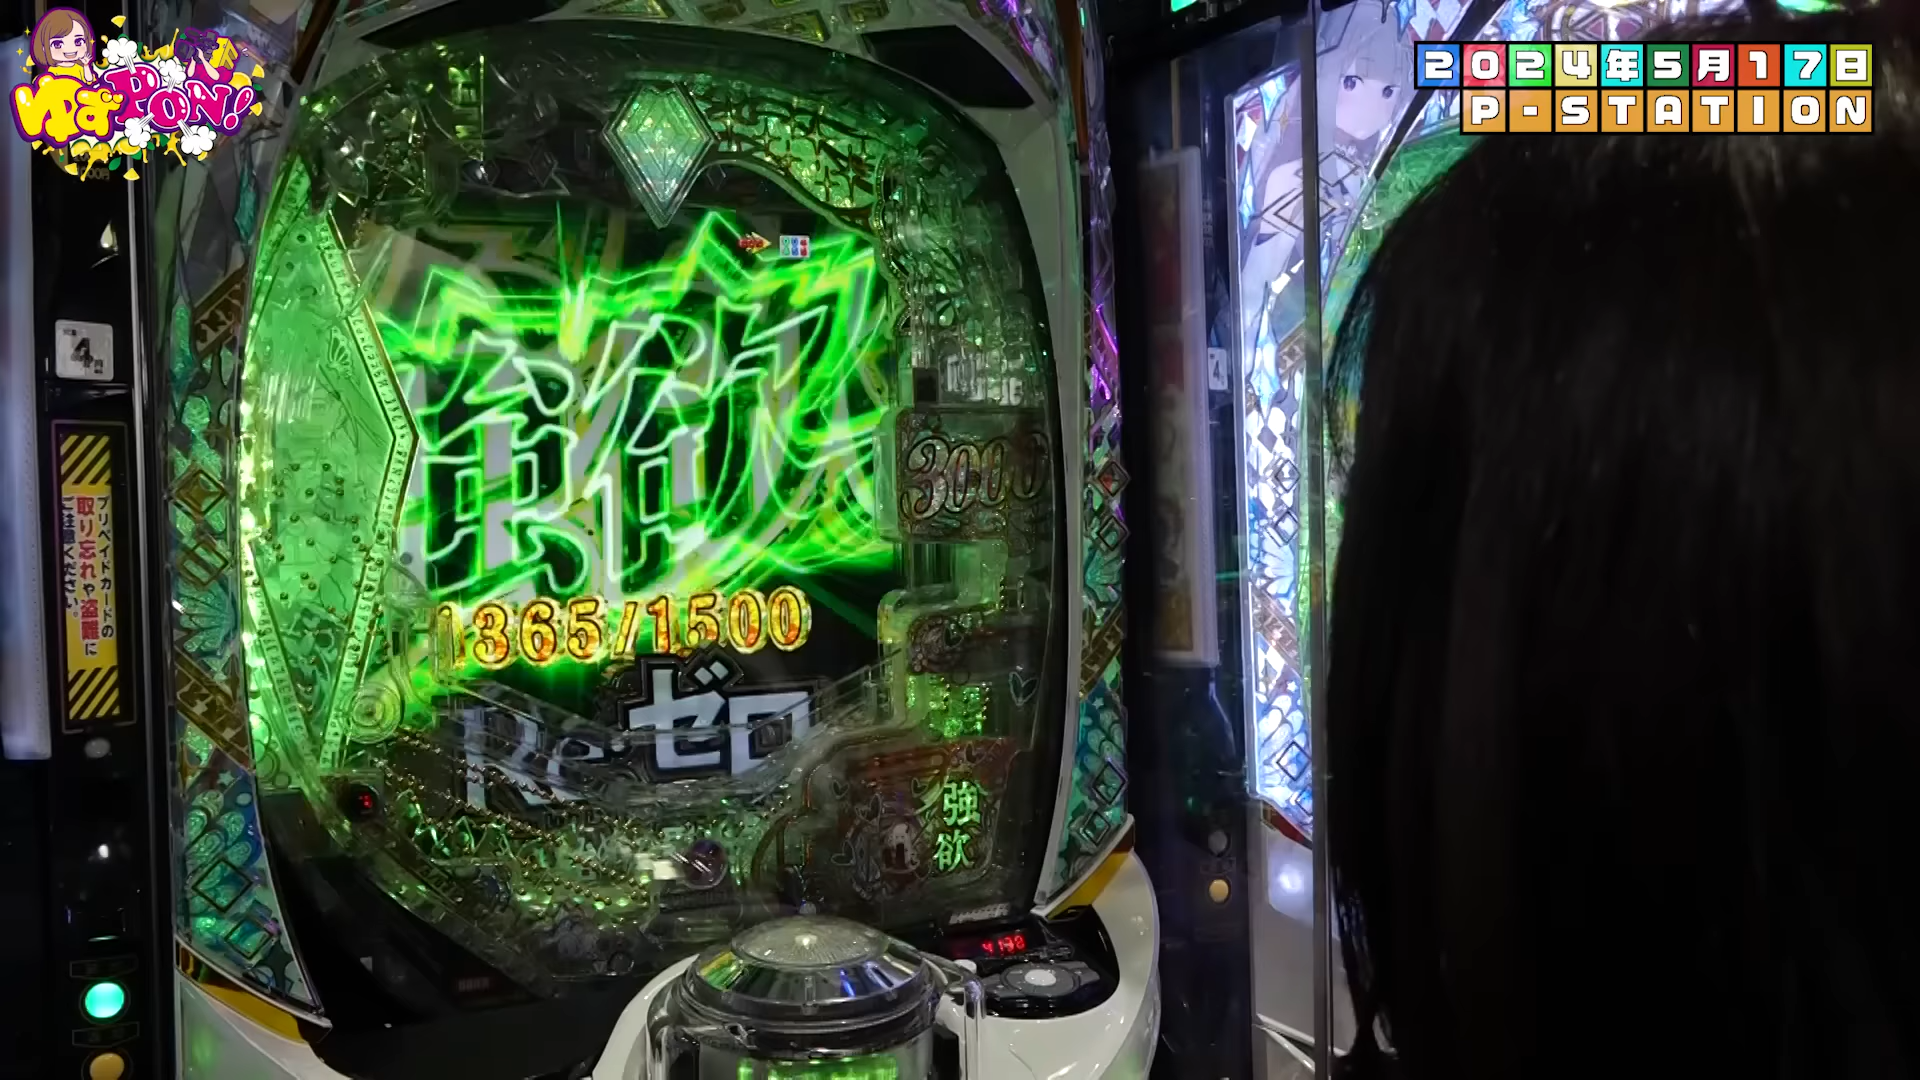 ゆずPON!
2024年5月17日
P-STATION
4
プリペイドカードの
取り忘れや盗難に
ご注意ください。
強欲
1365/1500
Re:ゼロ
3000
強欲
4138